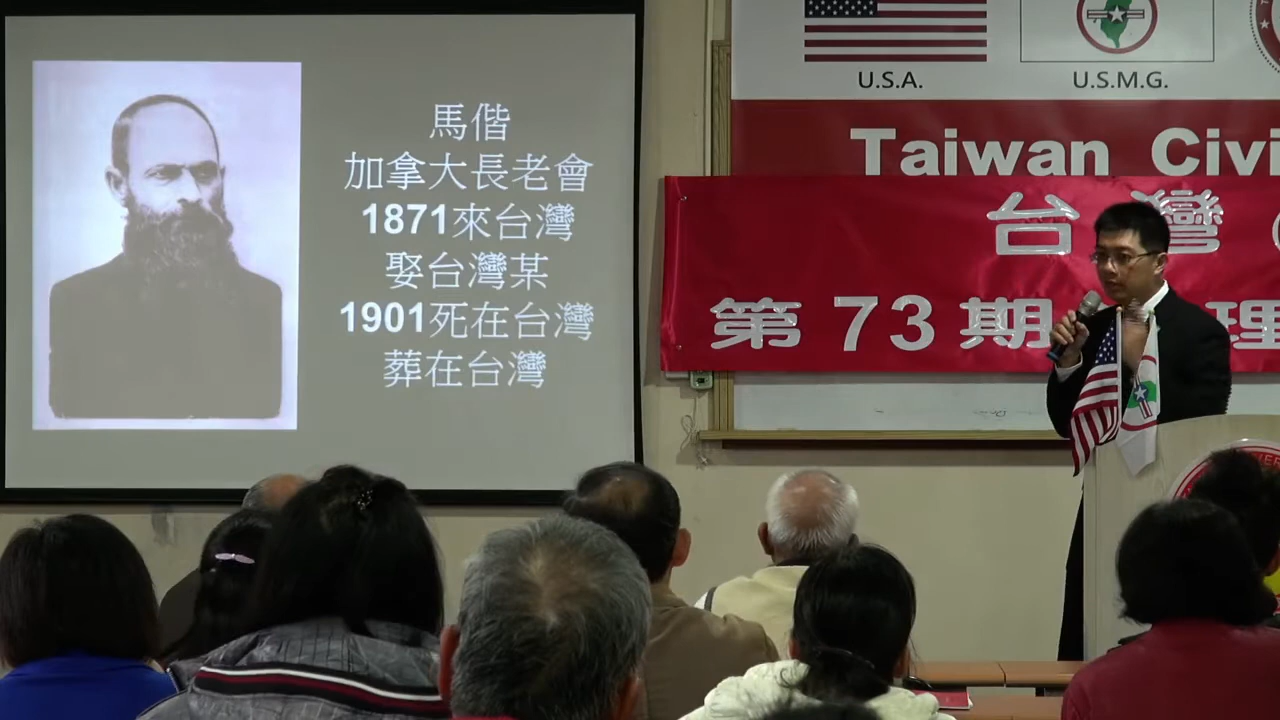 馬偕
加拿大長老會
1871來台灣
娶台灣某
1901死在台灣
葬在台灣
U.S.A.
U.S.M.G.
Taiwan Civi
台灣
第73期 理